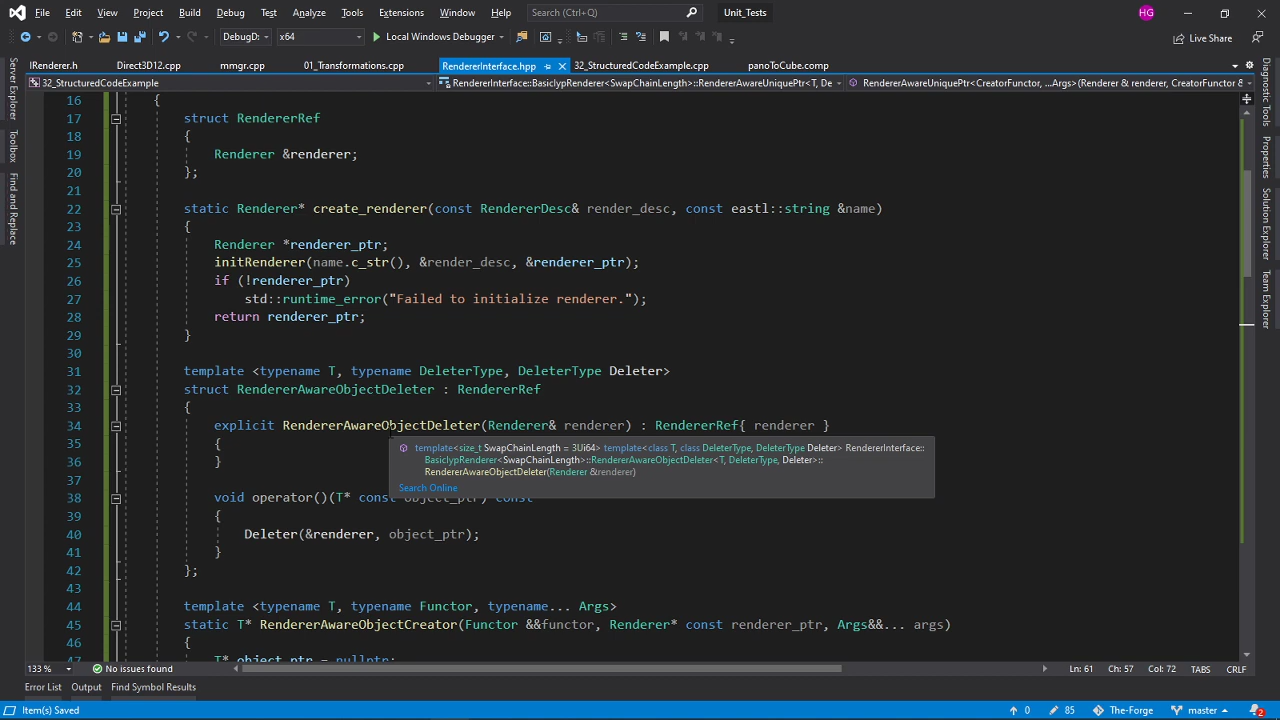 File Edit View Project Build Debug Test Analyze Tools Extensions Window Help Search (Ctrl+Q) Unit_Tests HG
DebugD: x64 Local Windows Debugger Live Share
IRenderer.h Direct3D12.cpp mmgr.cpp 01_Transformations.cpp RendererInterface.hpp 32_StructuredCodeExample.cpp panoToCube.comp
32_StructuredCodeExample RendererInterface::BasiclypRenderer<SwapChainLength>::RendererAwareUniquePtr<T, De RendererAwareUniquePtr<CreatorFunctor, ...Args>(Renderer & renderer, CreatorFunctor &
Server Explorer
Toolbox
Find and Replace
16 {
17 struct RendererRef
18 {
19 Renderer &renderer;
20 };
21
22 static Renderer* create_renderer(const RendererDesc& render_desc, const eastl::string &name)
23 {
24 Renderer *renderer_ptr;
25 initRenderer(name.c_str(), &render_desc, &renderer_ptr);
26 if (!renderer_ptr)
27 std::runtime_error("Failed to initialize renderer.");
28 return renderer_ptr;
29 }
30
31 template <typename T, typename DeleterType, DeleterType Deleter>
32 struct RendererAwareObjectDeleter : RendererRef
33 {
34 explicit RendererAwareObjectDeleter(Renderer& renderer) : RendererRef{ renderer }
35 {
36 }
template<size_t SwapChainLength = 3Ui64> template<class T, class DeleterType, DeleterType Deleter> RendererInterface::
BasiclypRenderer<SwapChainLength>::RendererAwareObjectDeleter<T, DeleterType, Deleter>::
RendererAwareObjectDeleter(Renderer &renderer)
Search Online
37
38 void operator()(T* const object_ptr) const
39 {
40 Deleter(&renderer, object_ptr);
41 }
42 };
43
44 template <typename T, typename Functor, typename... Args>
45 static T* RendererAwareObjectCreator(Functor &&functor, Renderer* const renderer_ptr, Args&&... args)
46 {
47 T* object_ptr = nullptr;
Diagnostic Tools
Properties
Solution Explorer
Team Explorer
133 % No issues found Ln: 61 Ch: 57 Col: 72 TABS CRLF
Error List Output Find Symbol Results
Item(s) Saved 0 85 The-Forge master 2